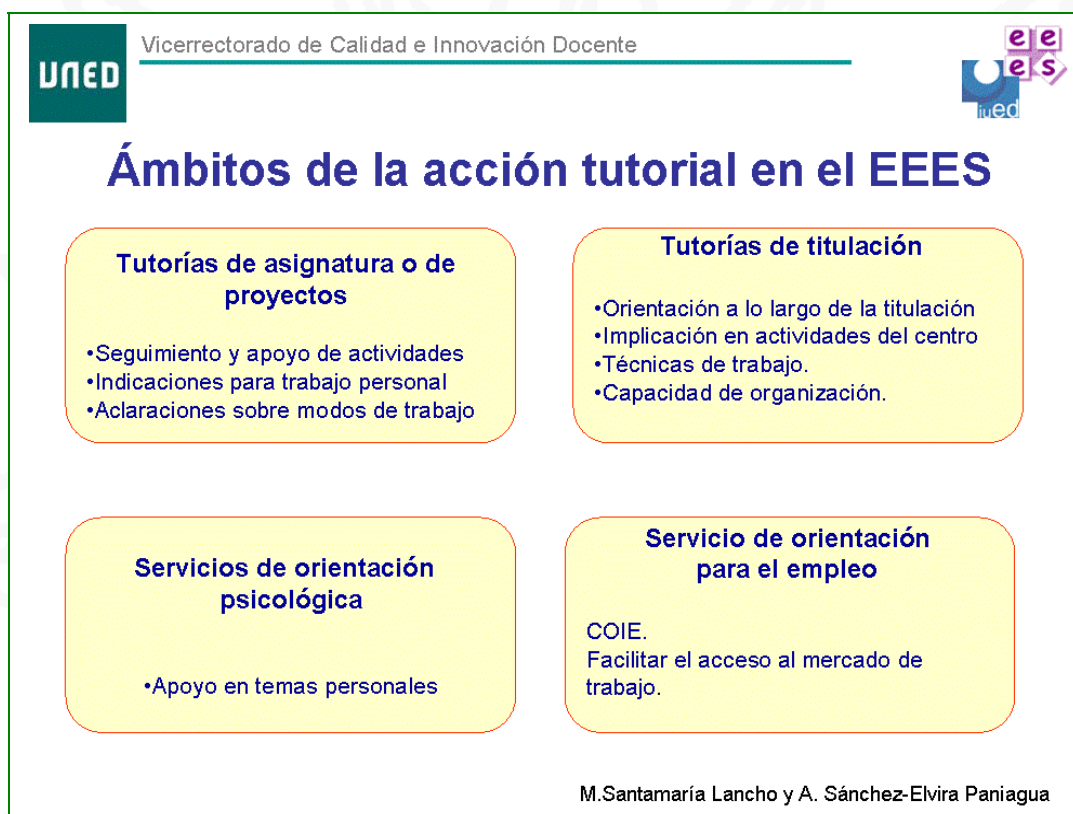 UNED
Vicerrectorado de Calidad e Innovación Docente
e e
e s
iued
Ámbitos de la acción tutorial en el EEES
Tutorías de asignatura o de
proyectos
•Seguimiento y apoyo de actividades
•Indicaciones para trabajo personal
•Aclaraciones sobre modos de trabajo
Tutorías de titulación
•Orientación a lo largo de la titulación
•Implicación en actividades del centro
•Técnicas de trabajo.
•Capacidad de organización.
Servicios de orientación
psicológica
•Apoyo en temas personales
Servicio de orientación
para el empleo
COIE.
Facilitar el acceso al mercado de
trabajo.
M.Santamaría Lancho y A. Sánchez-Elvira Paniagua